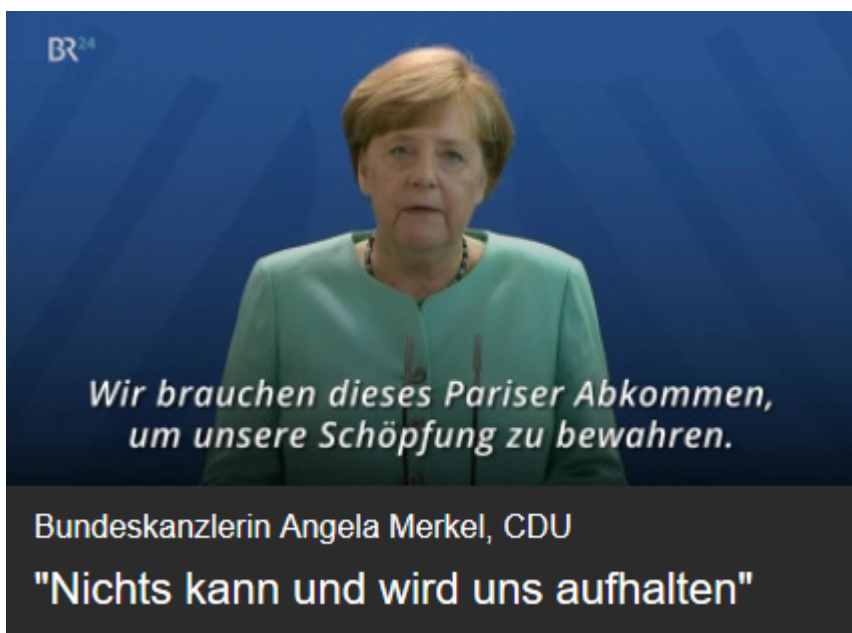 BR24
Wir brauchen dieses Pariser Abkommen,
um unsere Schöpfung zu bewahren.
Bundeskanzlerin Angela Merkel, CDU
"Nichts kann und wird uns aufhalten"